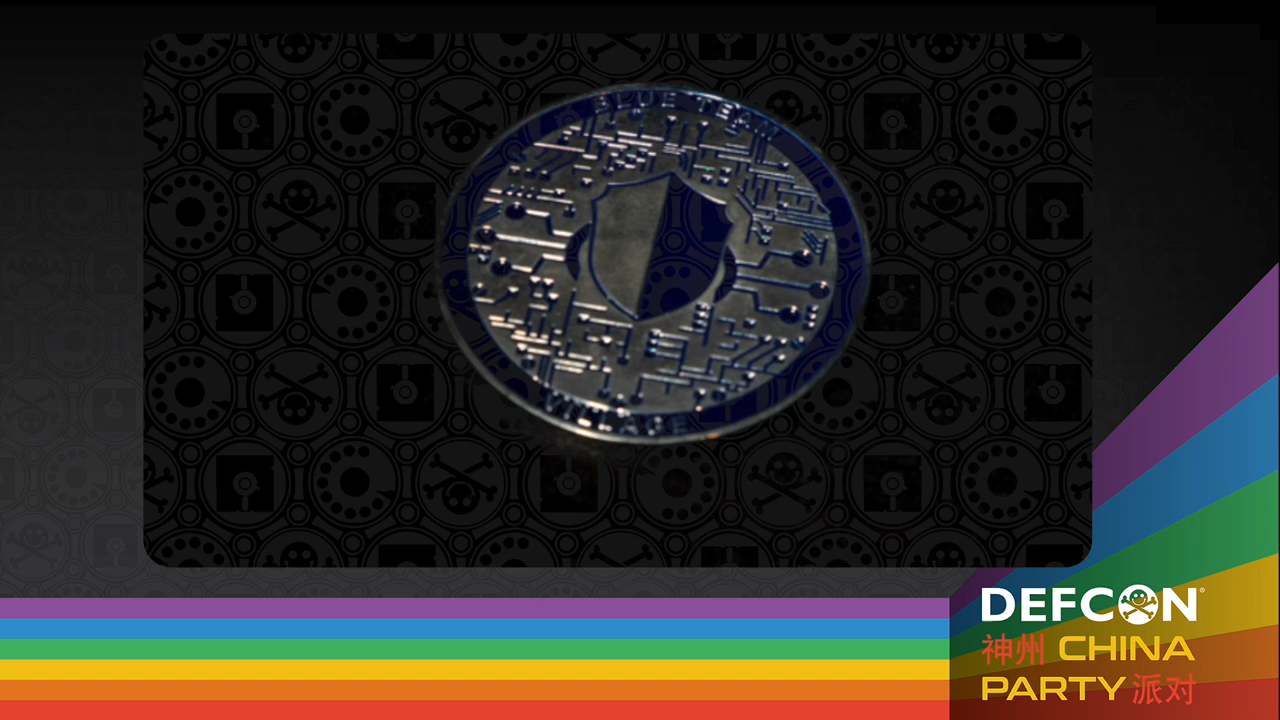 BLUE TEAM
VILLAGE
DEFCON®
神州 CHINA
PARTY 派对